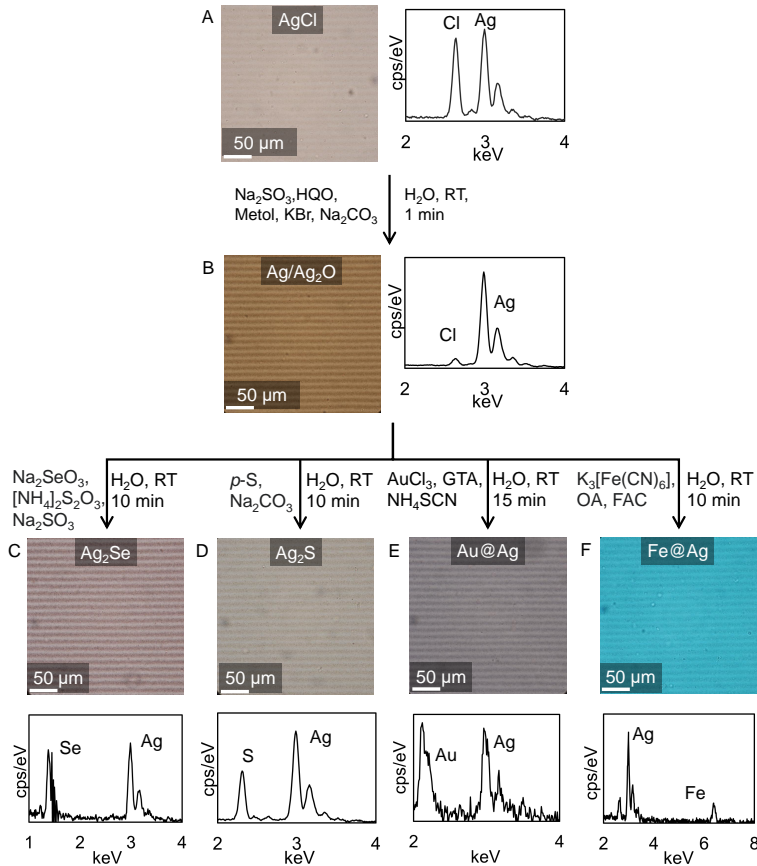 A
AgCl
50 µm
cps/eV
Cl
Ag
2
3
4
keV
Na₂SO₃,HQO,
Metol, KBr, Na₂CO₃
H₂O, RT,
1 min
B
Ag/Ag₂O
50 µm
cps/eV
Cl
Ag
2
3
4
keV
Na₂SeO₃,
[NH₄]₂S₂O₃,
Na₂SO₃
H₂O, RT
10 min
p-S,
Na₂CO₃
H₂O, RT
10 min
AuCl₃, GTA,
NH₄SCN
H₂O, RT
15 min
K₃[Fe(CN)₆],
OA, FAC
H₂O, RT
10 min
C
Ag₂Se
50 µm
D
Ag₂S
50 µm
E
Au@Ag
50 µm
F
Fe@Ag
50 µm
cps/eV
Se
Ag
1
2
3
4
keV
cps/eV
S
Ag
2
3
4
keV
cps/eV
Au
Ag
2
3
4
keV
cps/eV
Ag
Fe
2
4
6
8
keV